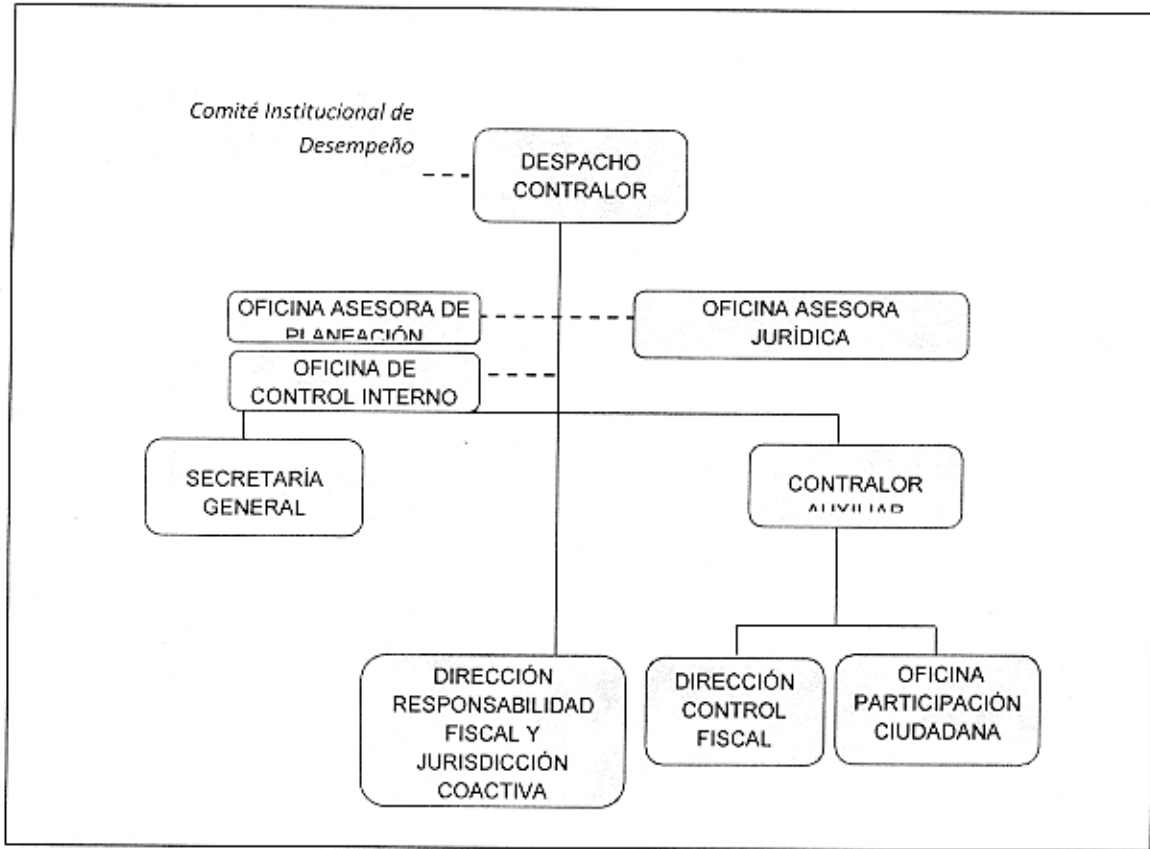 Comité Institucional de
Desempeño
DESPACHO
CONTRALOR
OFICINA ASESORA DE
PLANEACIÓN
OFICINA ASESORA
JURÍDICA
OFICINA DE
CONTROL INTERNO
SECRETARÍA
GENERAL
CONTRALOR
AUXILIAR
DIRECCIÓN
RESPONSABILIDAD
FISCAL Y
JURISDICCIÓN
COACTIVA
DIRECCIÓN
CONTROL
FISCAL
OFICINA
PARTICIPACIÓN
CIUDADANA